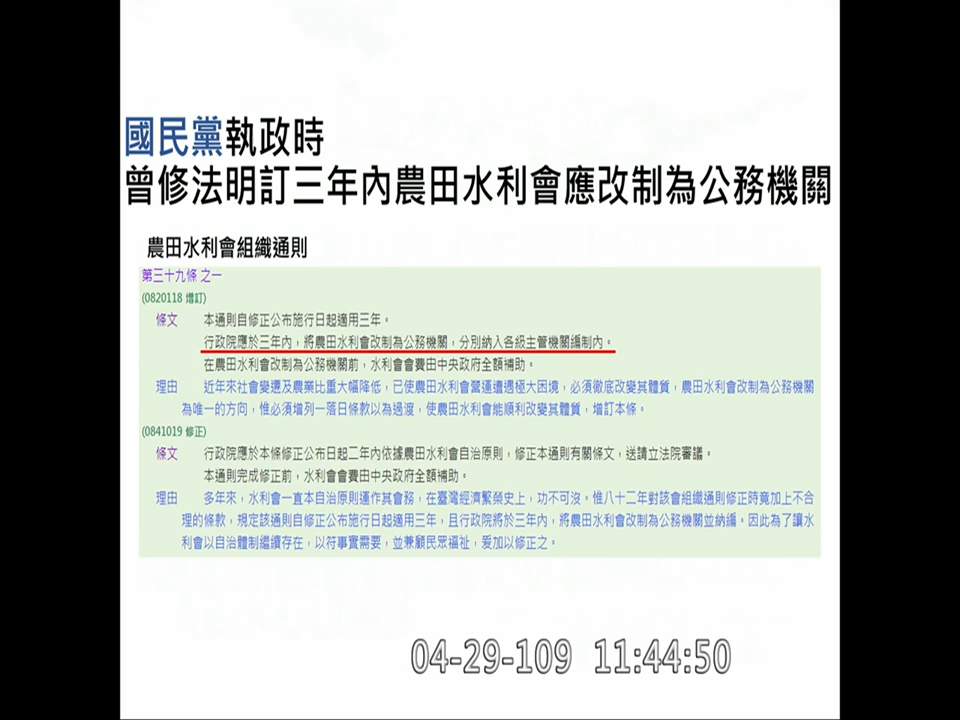 國民黨執政時
曾修法明訂三年內農田水利會應改制為公務機關
農田水利會組織通則
第三十九條 之一
(0820118 增訂)
條文 本通則自修正公布施行日起適用三年。
行政院應於三年內，將農田水利會改制為公務機關，分別納入各級主管機關編制內。
在農田水利會改制為公務機關前，水利會會費由中央政府全額補助。
理由 近年來社會變遷及農業比重大幅降低，已使農田水利會營運遭遇極大困境，必須徹底改變其體質，農田水利會改制為公務機關
為唯一的方向，惟必須增列一落日條款以為過渡，使農田水利會能順利改變其體質，增訂本條。
(0841019 修正)
條文 行政院應於本條修正公布日起二年內依據農田水利會自治原則，修正本通則有關條文，送請立法院審議。
本通則完成修正前，水利會會費由中央政府全額補助。
理由 多年來，水利會一直本自治原則運作其會務，在臺灣經濟繁榮史上，功不可沒。惟八十二年對該會組織通則修正時竟加上不合
理的條款，規定該通則自修正公布施行日起適用三年，且行政院將於三年內，將農田水利會改制為公務機關並納編。因此為了讓水
利會以自治體制繼續存在，以符事實需要，並兼顧民眾福祉，爰加以修正之。
04-29-109 11:44:50